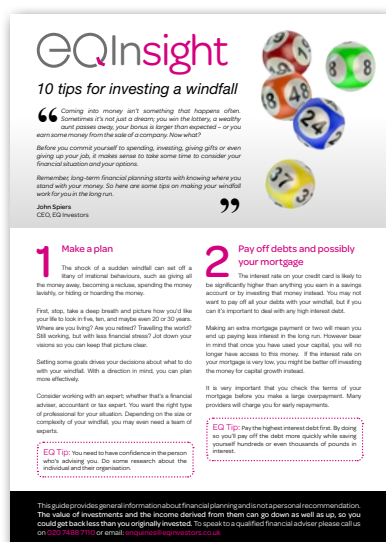 EQInsight
10 tips for investing a windfall
“ Coming into money isn't something that happens often.
Sometimes it's not just a dream; you win the lottery, a wealthy
aunt passes away, your bonus is larger than expected – or you
earn some money from the sale of a company. Now what?
Before you commit yourself to spending, investing, giving gifts or even
giving up your job, it makes sense to take some time to consider your
financial situation and your options.
Remember, long-term financial planning starts with knowing where you
stand with your money. So here are some tips on making your windfall
work for you in the long run. ”
John Spiers
CEO, EQ Investors
8
8
8
48
24
37
3
1 Make a plan
The shock of a sudden windfall can set off a
litany of irrational behaviours, such as giving all
the money away, becoming a recluse, spending the money
lavishly, or hiding or hoarding the money.
First, stop, take a deep breath and picture how you'd like
your life to look in five, ten, and maybe even 20 or 30 years.
Where are you living? Are you retired? Travelling the world?
Still working, but with less financial stress? Jot down your
visions so you can keep that picture clear.
Setting some goals drives your decisions about what to do
with your windfall. With a direction in mind, you can plan
more effectively.
Consider working with an expert; whether that's a financial
adviser, accountant or tax expert. You want the right type
of professional for your situation. Depending on the size or
complexity of your windfall, you may even need a team of
experts.
EQ Tip: You need to have confidence in the person
who's advising you. Do some research about the
individual and their organisation.
2 Pay off debts and possibly
your mortgage
The interest rate on your credit card is likely to
be significantly higher than anything you earn in a savings
account or by investing that money instead. You may not
want to pay off all your debts with your windfall, but if you
can it's important to deal with any high interest debt.
Making an extra mortgage payment or two will mean you
end up paying less interest in the long run. However bear
in mind that once you have used your capital, you will no
longer have access to this money. If the interest rate on
your mortgage is very low, you might be better off investing
the money for capital growth instead.
It is very important that you check the terms of your
mortgage before you make a large overpayment. Many
providers will charge you for early repayments.
EQ Tip: Pay the highest interest debt first. By doing
so you'll pay off the debt more quickly while saving
yourself hundreds or even thousands of pounds in
interest.
This guide provides general information about financial planning and is not a personal recommendation.
The value of investments and the income derived from them can go down as well as up, so you
could get back less than you originally invested. To speak to a qualified financial adviser please call us
on 020 7488 7110 or email: enquiries@eqinvestors.co.uk